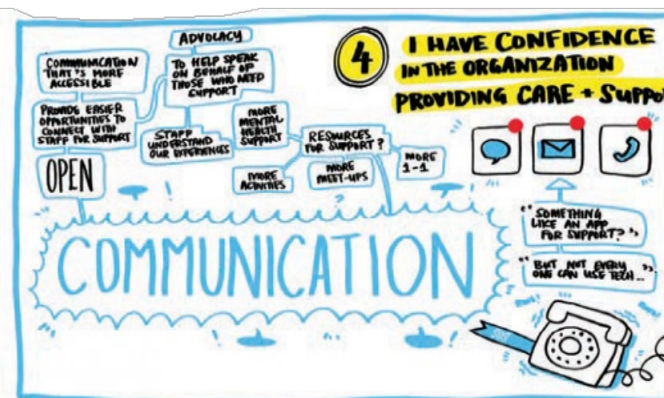 ADVOCACY
COMMUNICATION
THAT'S MORE
ACCESSIBLE
TO HELP SPEAK
ON BEHALF OF
THOSE WHO NEED
SUPPORT
PROVIDE EASIER
OPPORTUNITIES TO
CONNECT WITH
STAFF FOR SUPPORT
STAFF
UNDERSTAND
OUR EXPERIENCES
MORE
MENTAL
HEALTH
SUPPORT
RESOURCES
FOR SUPPORT?
MORE
ACTIVITIES
MORE
MEET-UPS
MORE
1-1
OPEN
COMMUNICATION
4
I HAVE CONFIDENCE
IN THE ORGANIZATION
PROVIDING CARE + SUPPO
"SOMETHING
LIKE AN APP
FOR SUPPORT?"
"BUT NOT EVERY
ONE CAN USE TECH..."